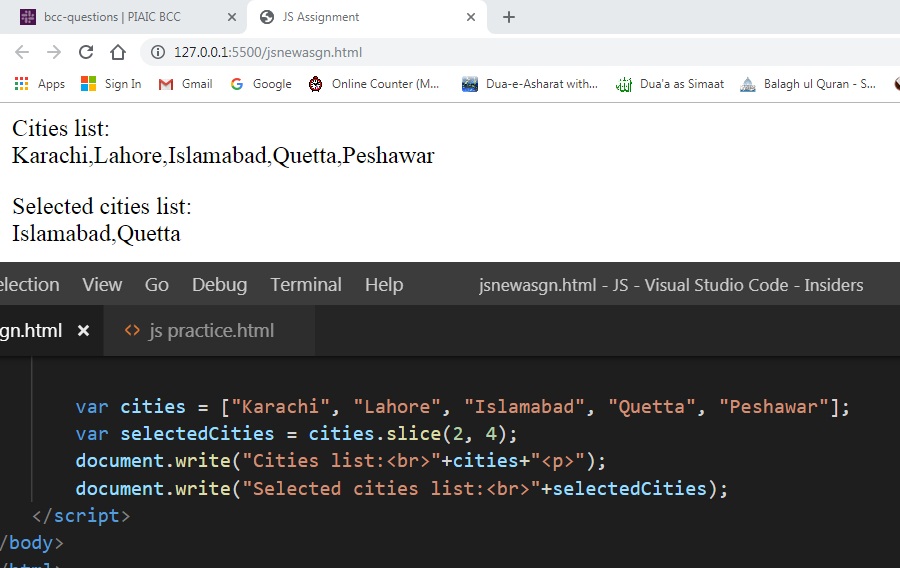 bcc-questions | PIAIC BCC
JS Assignment
127.0.0.1:5500/jsnewasgn.html
Apps Sign In Gmail Google Online Counter (M... Dua-e-Asharat with... Dua'a as Simaat Balagh ul Quran - S...
Cities list:
Karachi,Lahore,Islamabad,Quetta,Peshawar
Selected cities list:
Islamabad,Quetta
election View Go Debug Terminal Help jsnewasgn.html - JS - Visual Studio Code - Insiders
gn.html <> js practice.html
var cities = ["Karachi", "Lahore", "Islamabad", "Quetta", "Peshawar"];
var selectedCities = cities.slice(2, 4);
document.write("Cities list:<br>"+cities+"<p>");
document.write("Selected cities list:<br>"+selectedCities);
</script>
/body>
/html>